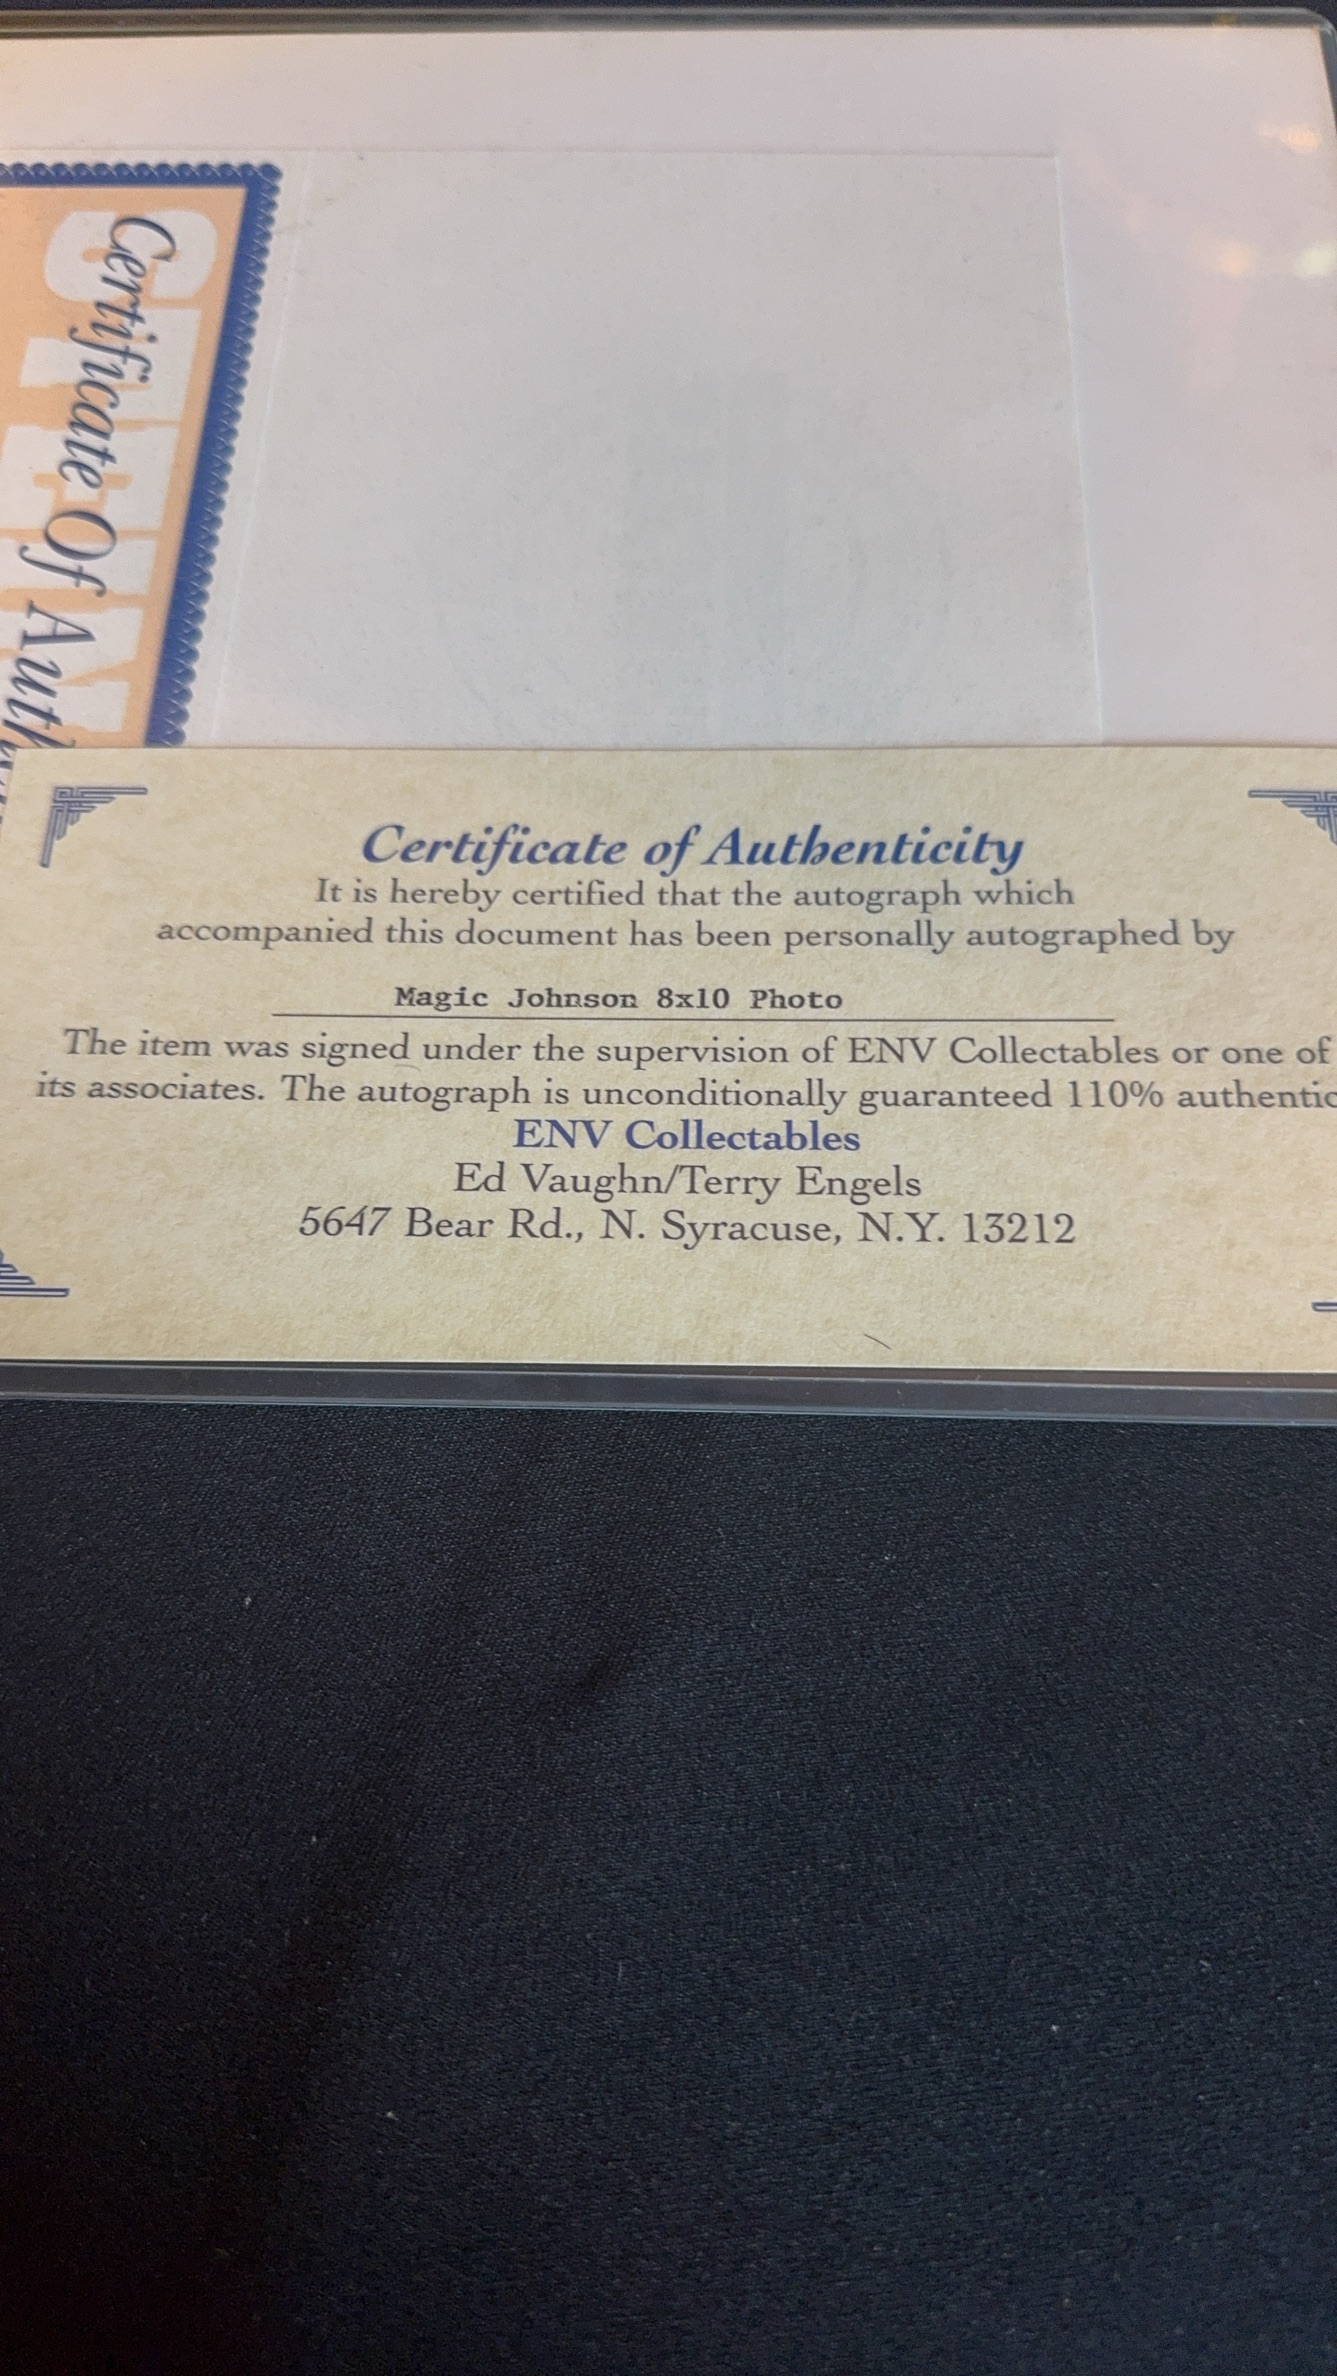 Certificate Of Auth
Certificate of Authenticity
It is hereby certified that the autograph which
accompanied this document has been personally autographed by
Magic Johnson 8x10 Photo
The item was signed under the supervision of ENV Collectables or one of
its associates. The autograph is unconditionally guaranteed 110% authentic
ENV Collectables
Ed Vaughn/Terry Engels
5647 Bear Rd., N. Syracuse, N.Y. 13212